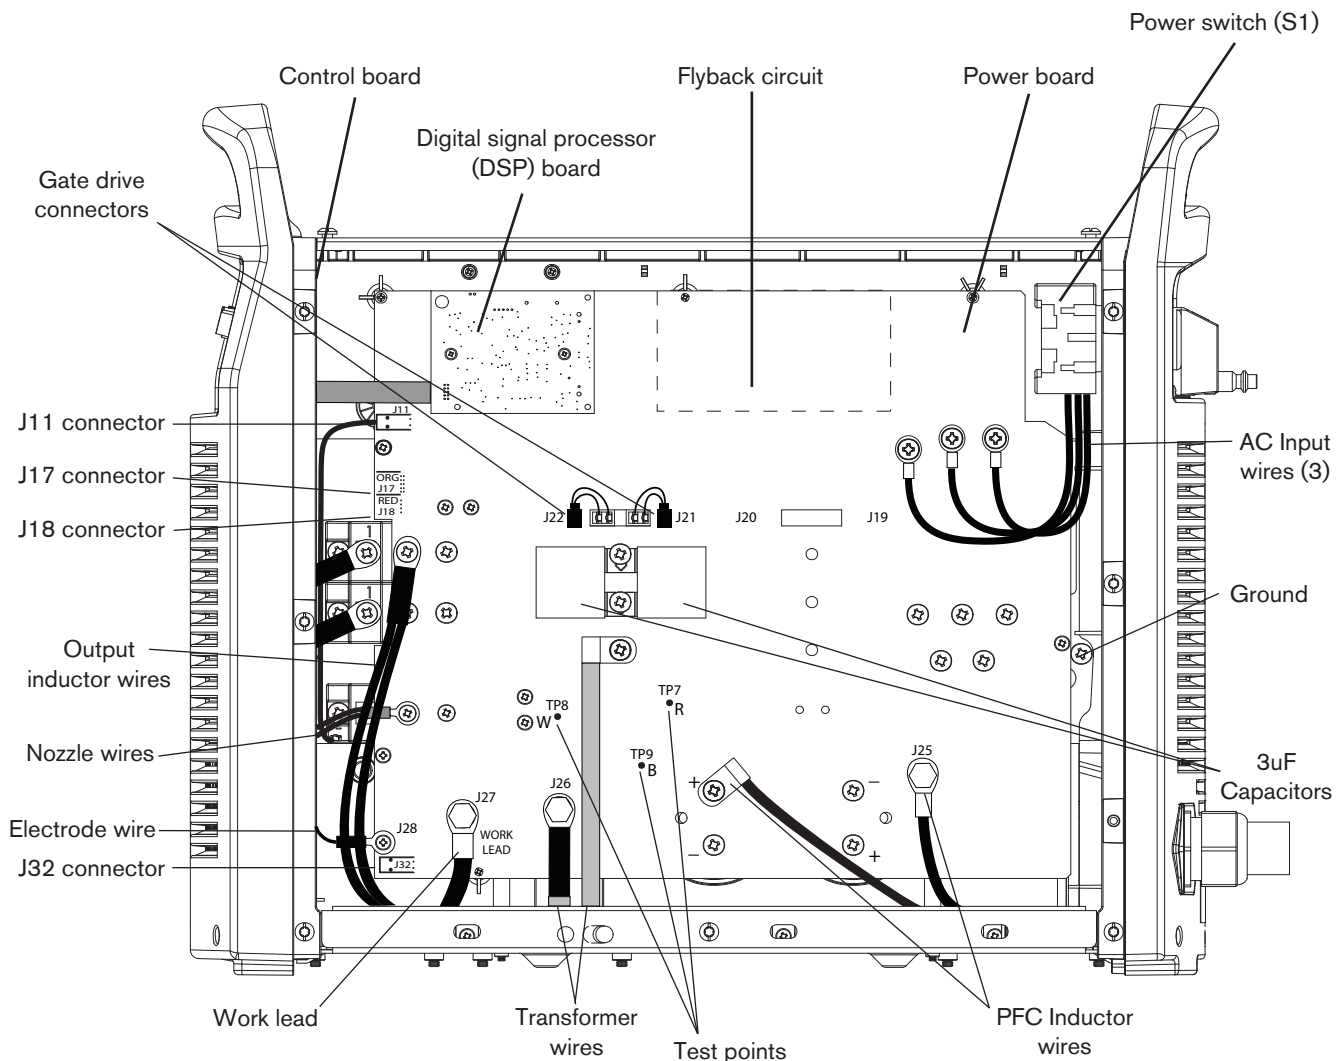 Power switch (S1)
Control board
Flyback circuit
Power board
Digital signal processor
(DSP) board
Gate drive
connectors
J11 connector
J11
AC Input
wires (3)
J17 connector
ORG
J17
RED
J18
J18 connector
J22
J21
J20
J19
1
1
Ground
Output
inductor wires
TP7
R
TP8
W
Nozzle wires
TP9
B
J25
3uF
Capacitors
+
−
J27
J26
Electrode wire
J28
WORK
LEAD
J32 connector
J32
−
+
Work lead
Transformer
wires
Test points
PFC Inductor
wires